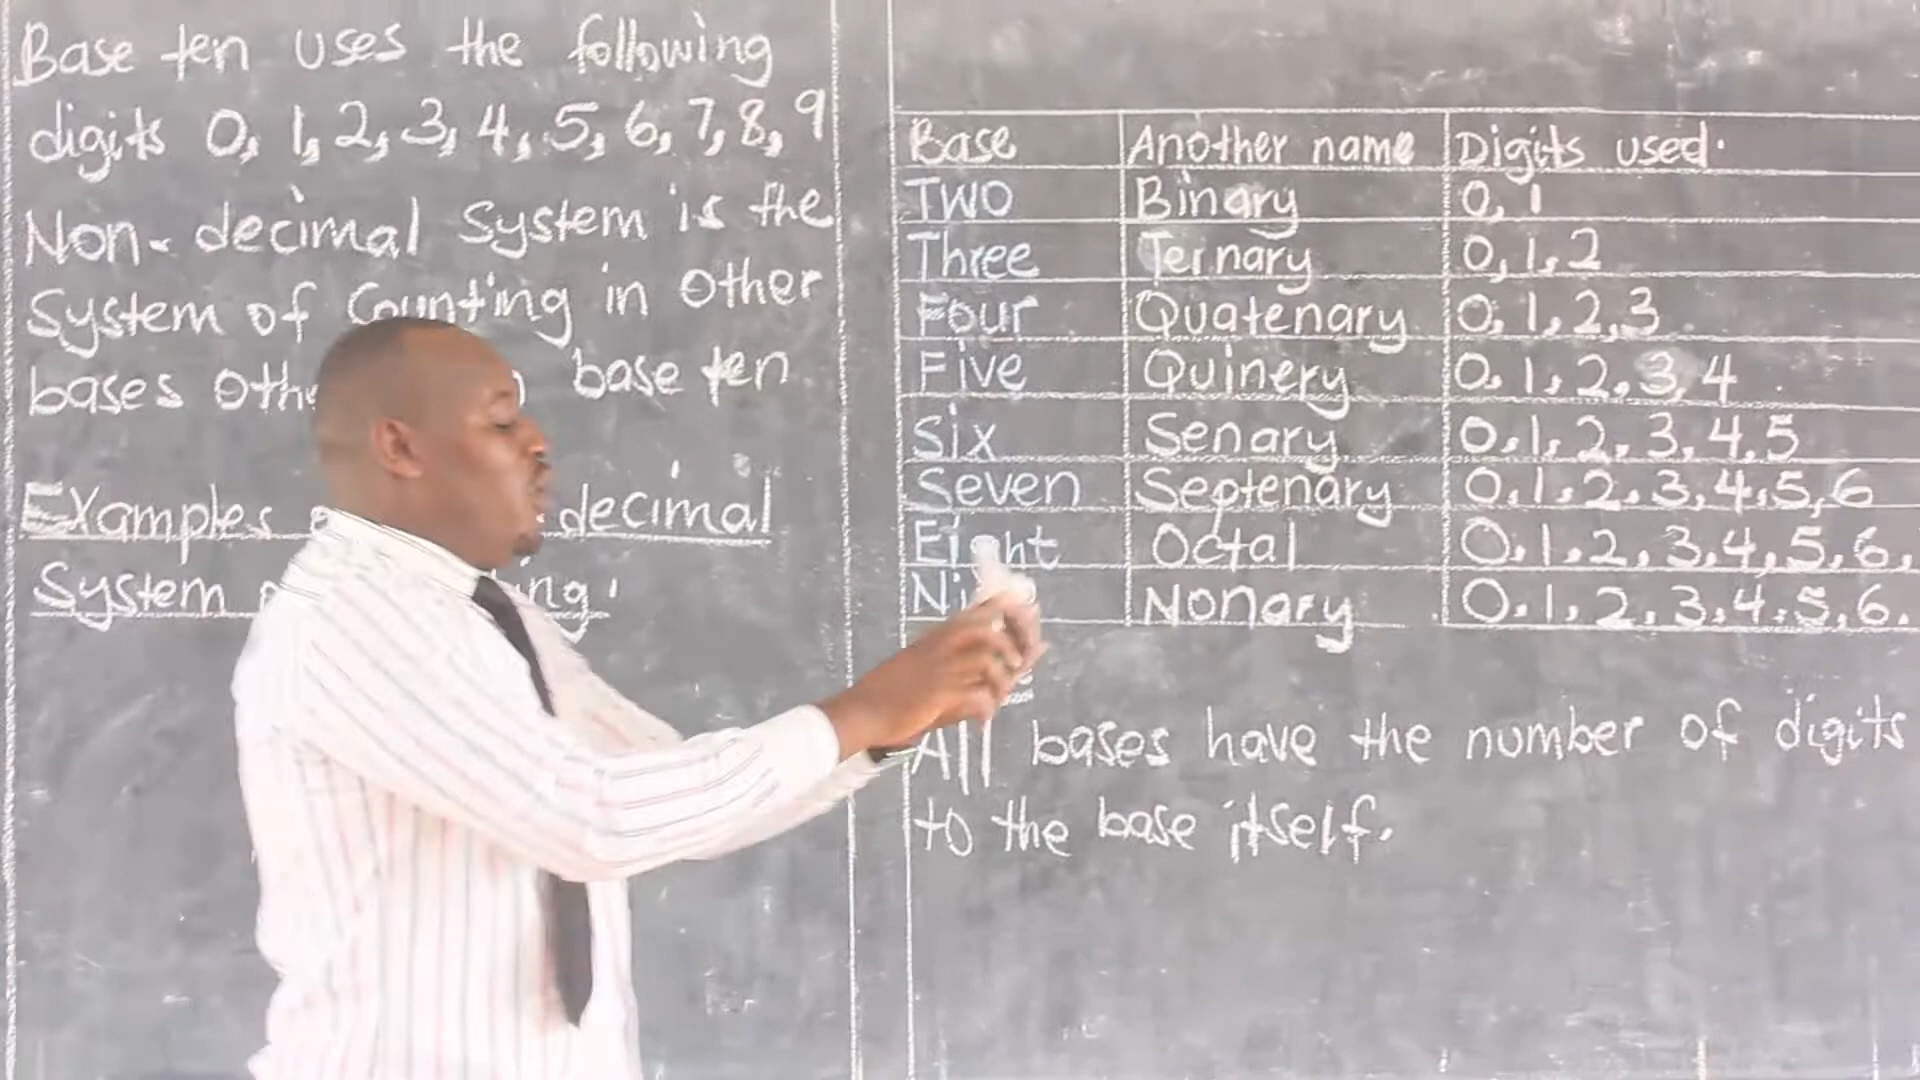 Base ten uses the following
digits 0, 1, 2, 3, 4, 5, 6, 7, 8, 9
Non-decimal System is the
System of Counting in other
bases base ten
Examples decimal
System
Base Another name Digits used.
TWO Binary 0, 1
Three Ternary 0, 1, 2
Four Quatenary 0, 1, 2, 3
Five Quinery 0, 1, 2, 3, 4
Six Senary 0, 1, 2, 3, 4, 5
Seven Septenary 0, 1, 2, 3, 4, 5, 6
Eight Octal 0, 1, 2, 3, 4, 5, 6,
Nonary 0, 1, 2, 3, 4, 5, 6,
All bases have the number of digits
to the base itself.